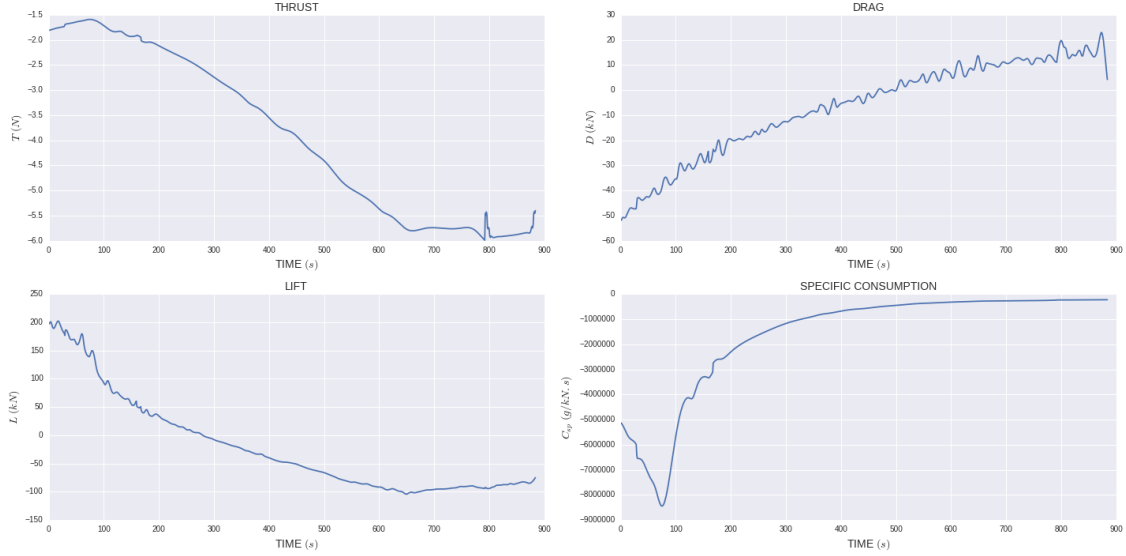 THRUST
−1.5
−2.0
−2.5
−3.0
−3.5
−4.0
−4.5
−5.0
−5.5
−6.0
T (N)
0 100 200 300 400 500 600 700 800 900
TIME (s)
DRAG
30
20
10
0
−10
−20
−30
−40
−50
−60
D (kN)
0 100 200 300 400 500 600 700 800 900
TIME (s)
LIFT
250
200
150
100
50
0
−50
−100
−150
L (kN)
0 100 200 300 400 500 600 700 800 900
TIME (s)
SPECIFIC CONSUMPTION
0
−1000000
−2000000
−3000000
−4000000
−5000000
−6000000
−7000000
−8000000
−9000000
C_sp (g/kN.s)
0 100 200 300 400 500 600 700 800 900
TIME (s)